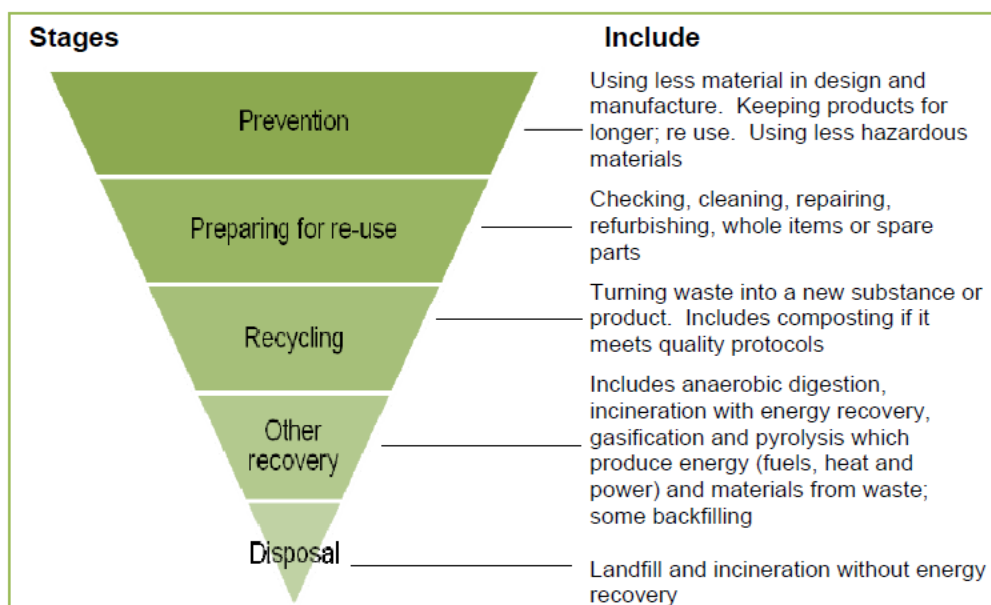 Stages
Include
Prevention
Using less material in design and
manufacture.  Keeping products for
longer; re use.  Using less hazardous
materials
Preparing for re-use
Checking, cleaning, repairing,
refurbishing, whole items or spare
parts
Recycling
Turning waste into a new substance or
product.  Includes composting if it
meets quality protocols
Other
recovery
Includes anaerobic digestion,
incineration with energy recovery,
gasification and pyrolysis which
produce energy (fuels, heat and
power) and materials from waste;
some backfilling
Disposal
Landfill and incineration without energy
recovery